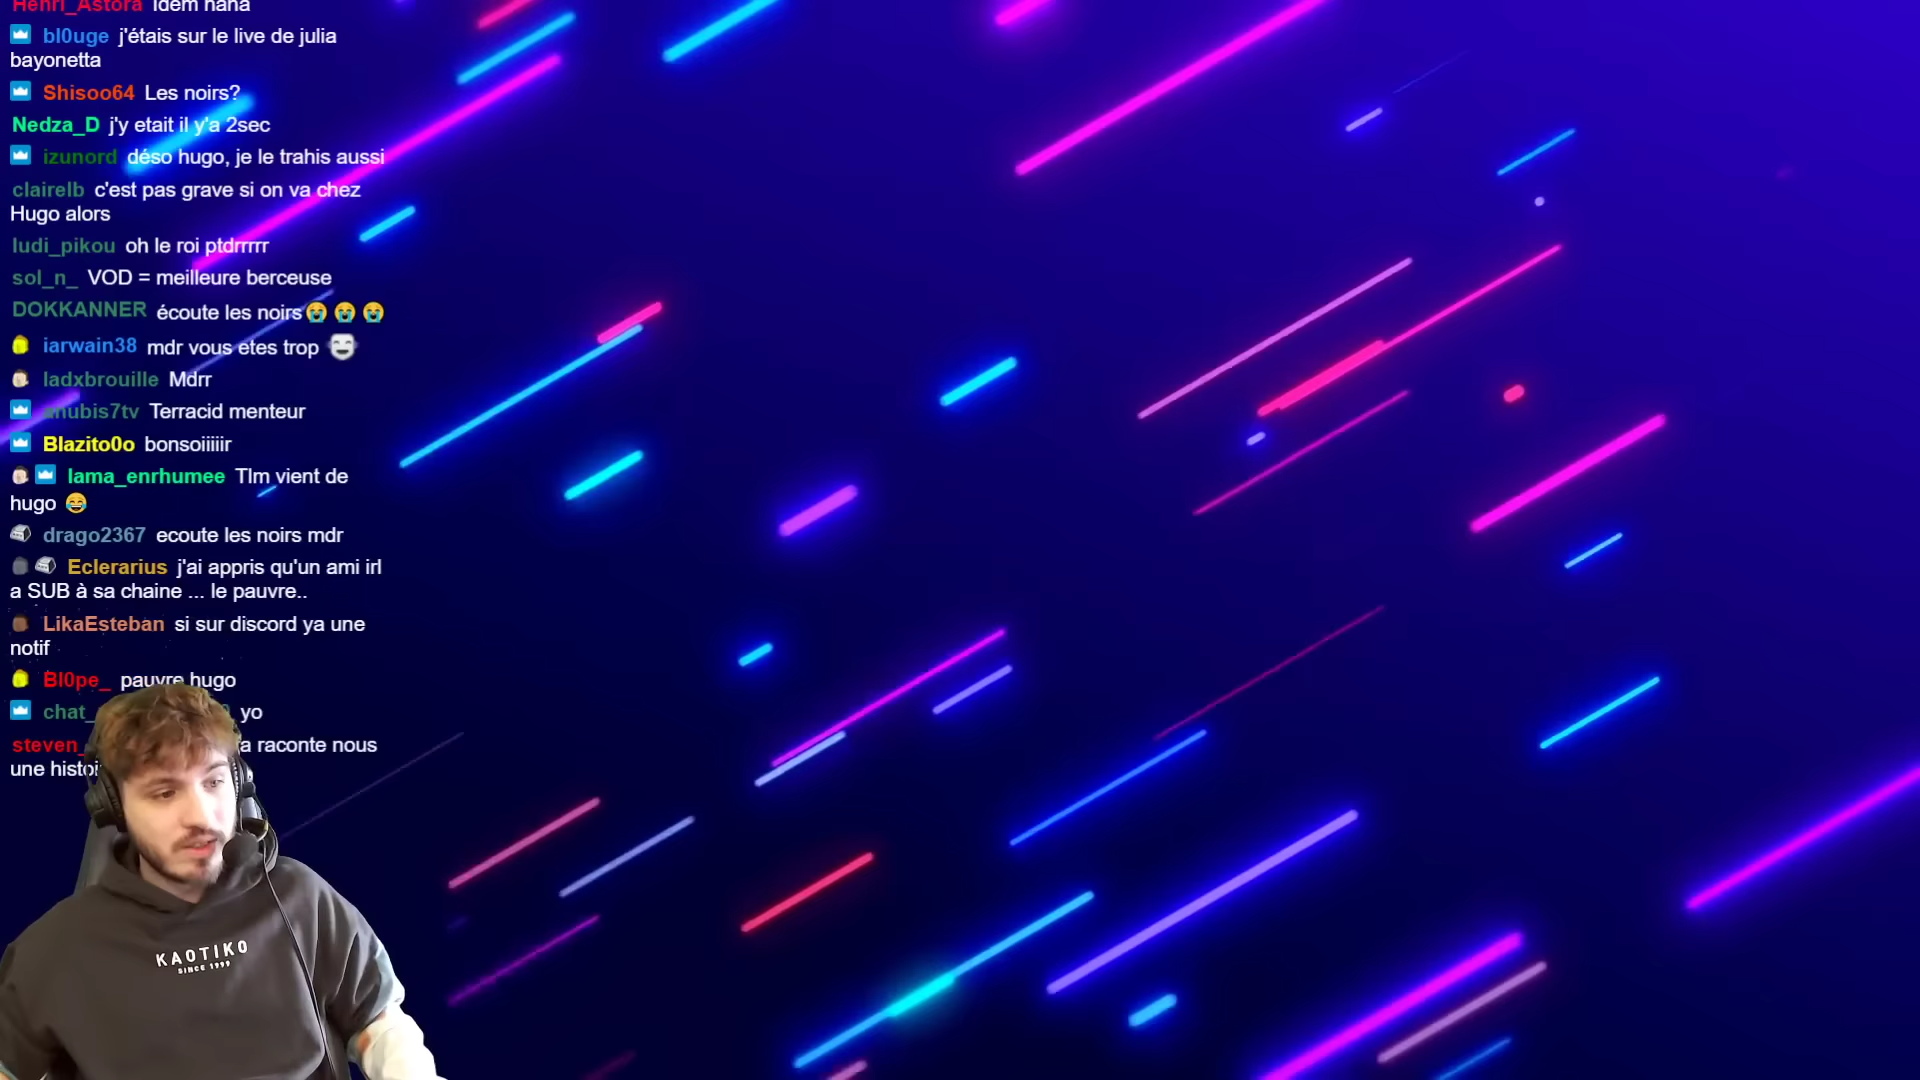 Henri_Astora Idem haha
bl0uge j'étais sur le live de julia
bayonetta
Shisoo64 Les noirs?
Nedza_D j'y etait il y'a 2sec
izunord déso hugo, je le trahis aussi
clairelb c'est pas grave si on va chez
Hugo alors
ludi_pikou oh le roi ptdrrrrr
sol_n_ VOD = meilleure berceuse
DOKKANNER écoute les noirs😭😭😭
iarwain38 mdr vous etes trop
ladxbrouille Mdrr
anubis7tv Terracid menteur
Blazito0o bonsoiiiiir
lama_enrhumee Tlm vient de
hugo 😂
drago2367 ecoute les noirs mdr
Eclerarius j'ai appris qu'un ami irl
a SUB à sa chaine ... le pauvre..
LikaEsteban si sur discord ya une
notif
Bl0pe_ pauvre hugo
chat_ yo
steven_ a raconte nous
une histoi
KAOTIKO
SINCE 1999